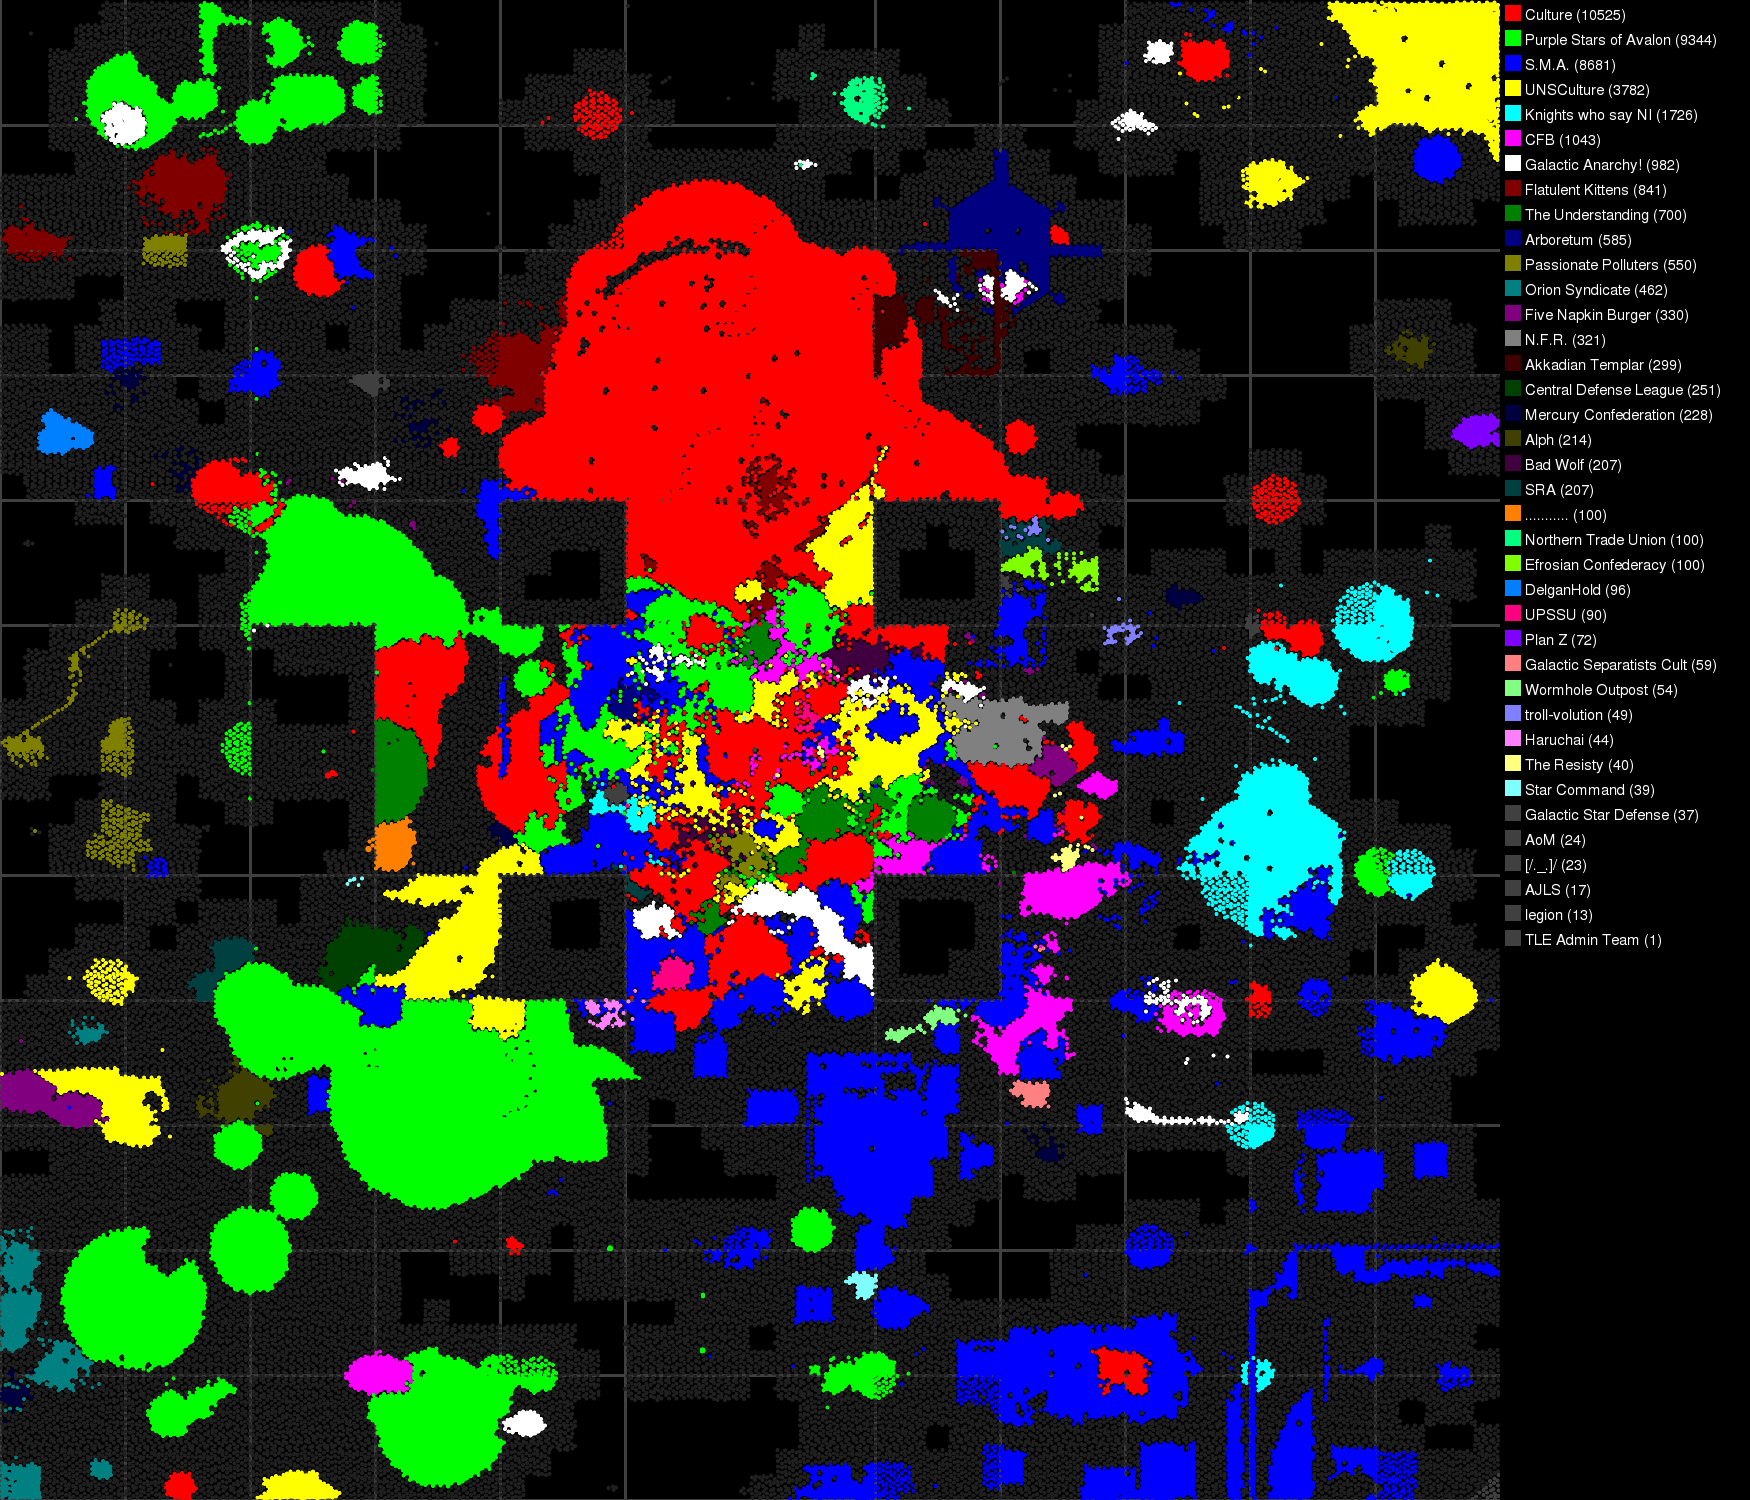 Culture (10525)
Purple Stars of Avalon (9344)
S.M.A. (8681)
UNSCulture (3782)
Knights who say NI (1726)
CFB (1043)
Galactic Anarchy! (982)
Flatulent Kittens (841)
The Understanding (700)
Arboretum (585)
Passionate Polluters (550)
Orion Syndicate (462)
Five Napkin Burger (330)
N.F.R. (321)
Akkadian Templar (299)
Central Defense League (251)
Mercury Confederation (228)
Alph (214)
Bad Wolf (207)
SRA (207)
........... (100)
Northern Trade Union (100)
Efrosian Confederacy (100)
DelganHold (96)
UPSSU (90)
Plan Z (72)
Galactic Separatists Cult (59)
Wormhole Outpost (54)
troll-volution (49)
Haruchai (44)
The Resisty (40)
Star Command (39)
Galactic Star Defense (37)
AoM (24)
[/._.]/ (23)
AJLS (17)
legion (13)
TLE Admin Team (1)